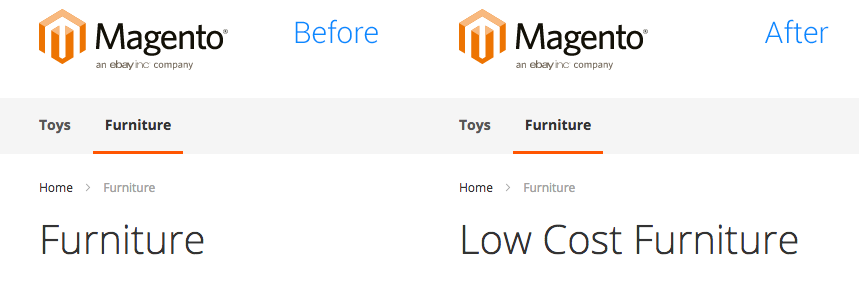 Magento® Before
an ebay inc company
Toys Furniture
Home > Furniture
Furniture
Magento® After
an ebay inc company
Toys Furniture
Home > Furniture
Low Cost Furniture